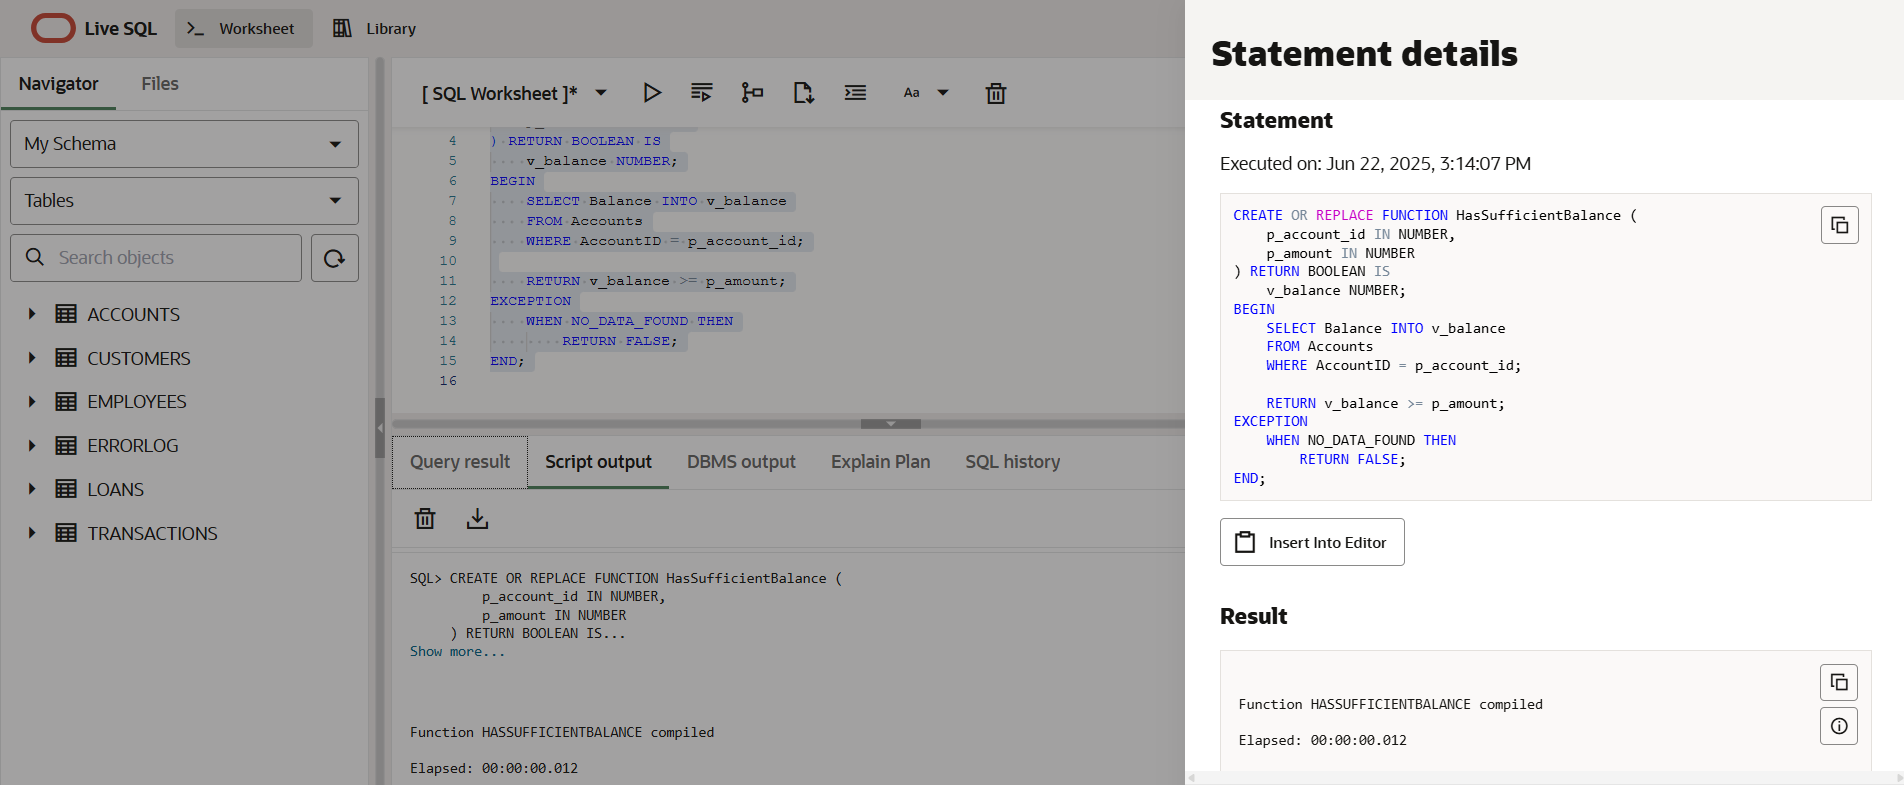 Live SQL
Worksheet
Library
Navigator
Files
My Schema
Tables
Search objects
ACCOUNTS
CUSTOMERS
EMPLOYEES
ERRORLOG
LOANS
TRANSACTIONS
[ SQL Worksheet ]*
Aa
4 ) RETURN BOOLEAN IS
5     v_balance NUMBER;
6 BEGIN
7     SELECT Balance INTO v_balance
8     FROM Accounts
9     WHERE AccountID = p_account_id;
10
11     RETURN v_balance >= p_amount;
12 EXCEPTION
13     WHEN NO_DATA_FOUND THEN
14         RETURN FALSE;
15 END;
16
Query result
Script output
DBMS output
Explain Plan
SQL history
SQL> CREATE OR REPLACE FUNCTION HasSufficientBalance (
         p_account_id IN NUMBER,
         p_amount IN NUMBER
     ) RETURN BOOLEAN IS...
Show more...
Function HASSUFFICIENTBALANCE compiled
Elapsed: 00:00:00.012
Statement details
Statement
Executed on: Jun 22, 2025, 3:14:07 PM
CREATE OR REPLACE FUNCTION HasSufficientBalance (
    p_account_id IN NUMBER,
    p_amount IN NUMBER
) RETURN BOOLEAN IS
    v_balance NUMBER;
BEGIN
    SELECT Balance INTO v_balance
    FROM Accounts
    WHERE AccountID = p_account_id;
    RETURN v_balance >= p_amount;
EXCEPTION
    WHEN NO_DATA_FOUND THEN
        RETURN FALSE;
END;
Insert Into Editor
Result
Function HASSUFFICIENTBALANCE compiled
Elapsed: 00:00:00.012